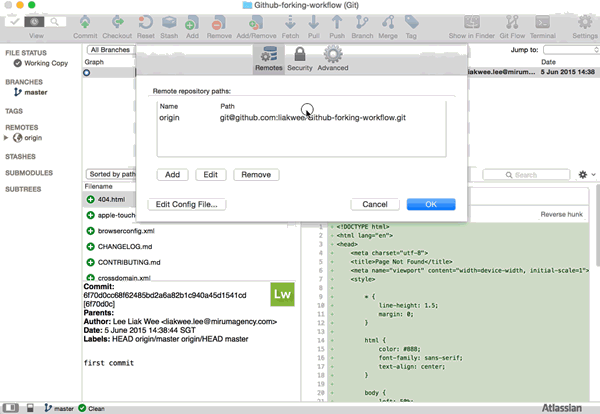 Github-forking-workflow (Git)
View Commit Checkout Reset Stash Add Remove Add/Remove Fetch Pull Push Branch Merge Tag Show in Finder Git Flow Terminal Settings
FILE STATUS
Working Copy
BRANCHES
master
TAGS
REMOTES
origin
STASHES
SUBMODULES
SUBTREES
All Branches
Jump to:
Graph
Date
5 Jun 2015 14:38
Remotes Security Advanced
Remote repository paths:
Name Path
origin git@github.com:liakwee/Github-forking-workflow.git
Add Edit Remove
Edit Config File... Cancel OK
Sorted by path
Search
Filename
404.html
browserconfig.xml
CHANGELOG.md
CONTRIBUTING.md
crossdomain.xml
Commit:
6f70d0cc68f62485bd2a6a82b1c940a45d1541cd
[6f70d0c]
Parents:
Author: Lee Liak Wee <liakwee.lee@mirumagency.com>
Date: 5 June 2015 14:38:44 SGT
Labels: HEAD origin/master origin/HEAD master
first commit
Lw
Reverse hunk
1 + <!DOCTYPE html>
2 + <html lang="en">
3 + <head>
4 + <meta charset="utf-8">
5 + <title>Page Not Found</title>
6 + <meta name="viewport" content="width=device-width, initial-scale=1">
7 + <style>
8 +
9 + * {
10 + line-height: 1.5;
11 + margin: 0;
12 + }
13 +
14 + html {
15 + color: #888;
16 + font-family: sans-serif;
17 + text-align: center;
18 + }
19 +
20 + body {
master Clean
Atlassian